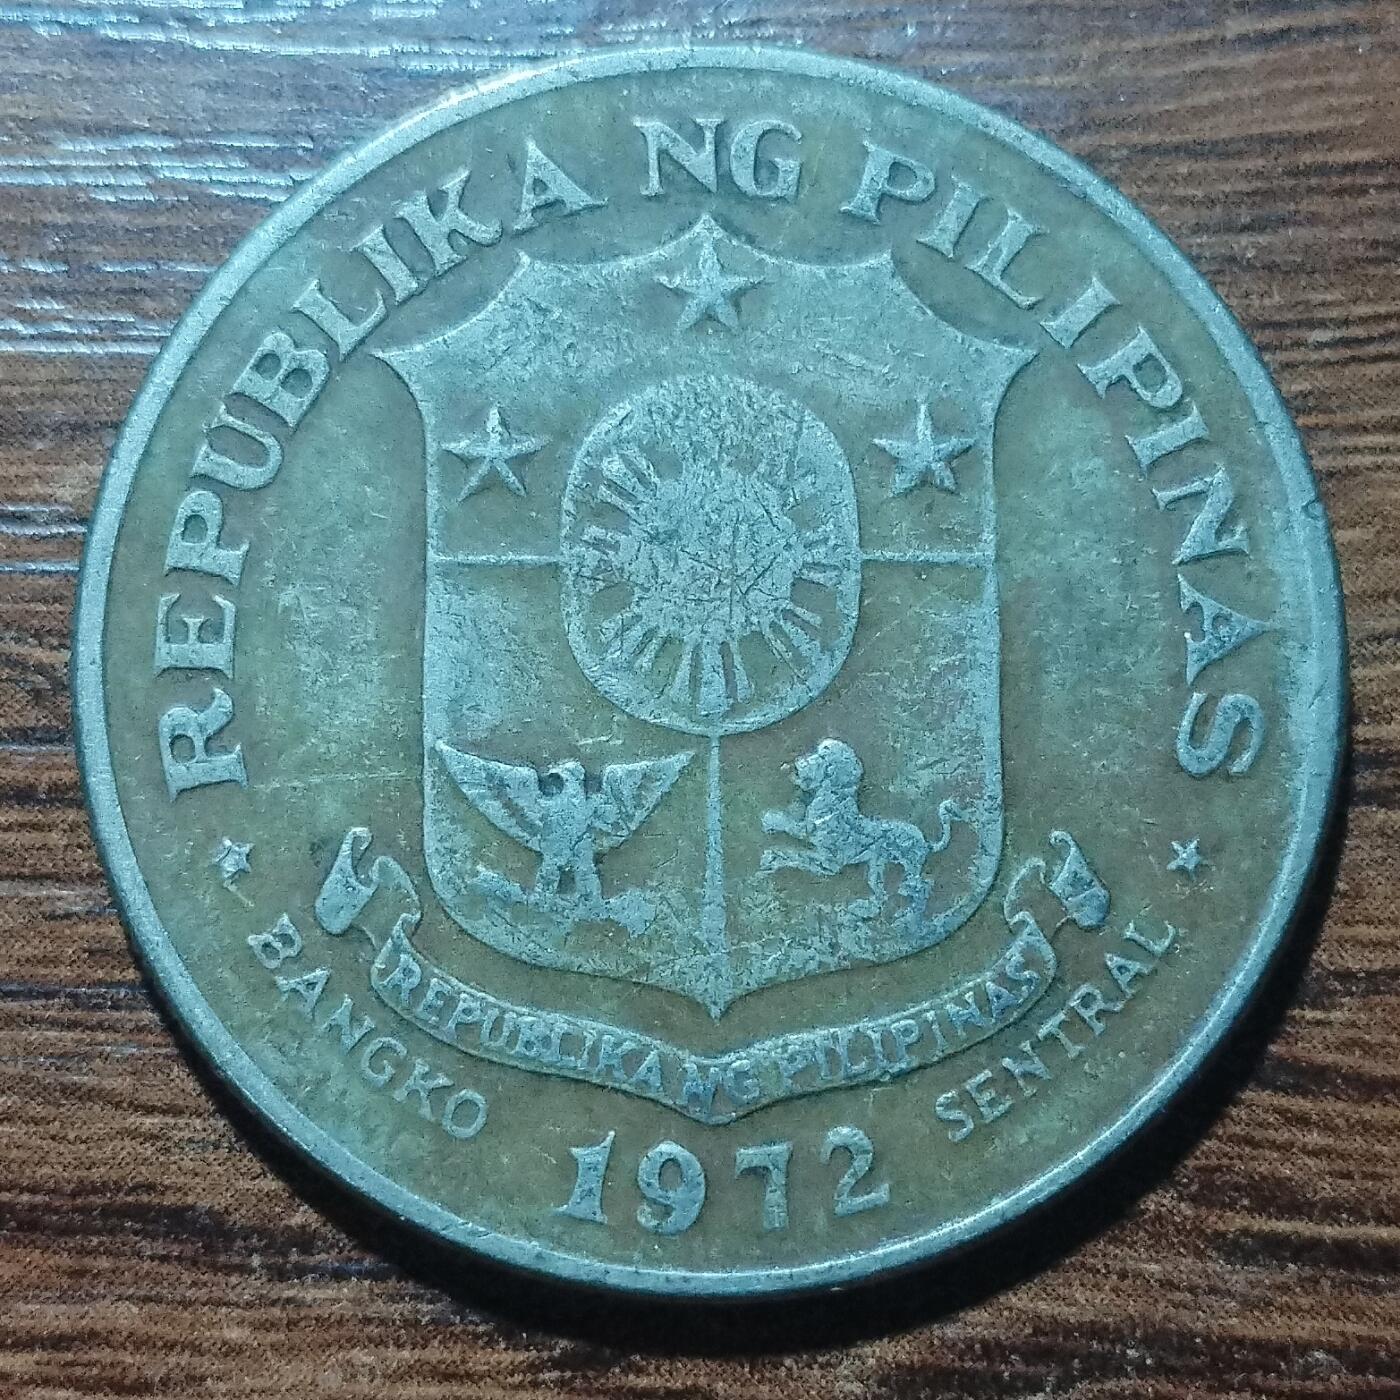 REPUBLIKA NG PILIPINAS
REPUBLIKA NG PILIPINAS
BANGKO SENTRAL
1972